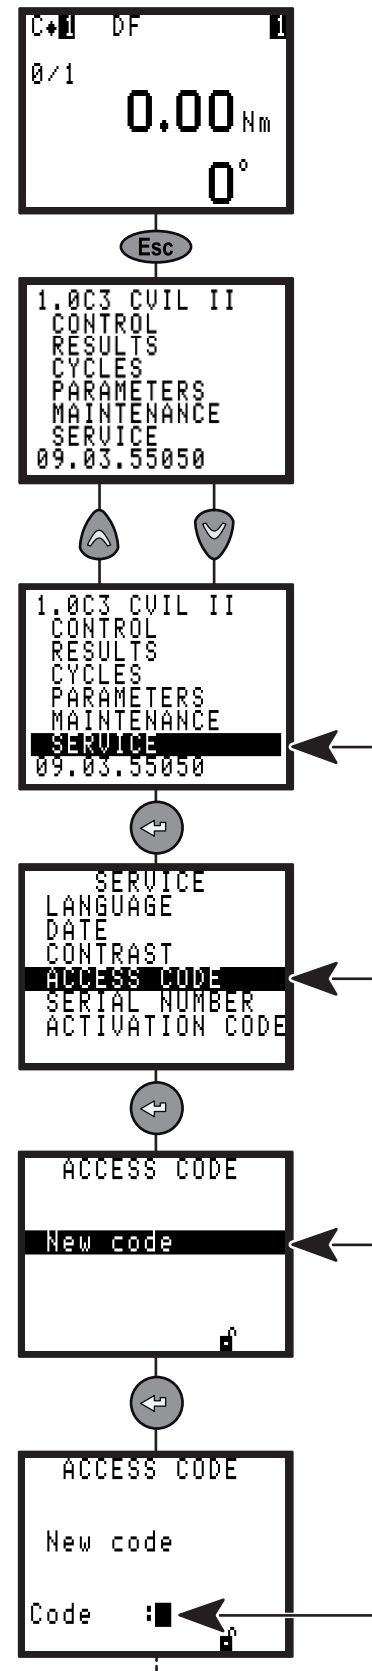 C 1 DF 1
0/1
0.00 Nm
0°
Esc
1.0C3 CVIL II
CONTROL
RESULTS
CYCLES
PARAMETERS
MAINTENANCE
SERVICE
09.03.55050
1.0C3 CVIL II
CONTROL
RESULTS
CYCLES
PARAMETERS
MAINTENANCE
SERVICE
09.03.55050
SERVICE
LANGUAGE
DATE
CONTRAST
ACCESS CODE
SERIAL NUMBER
ACTIVATION CODE
ACCESS CODE
New code
ACCESS CODE
New code
Code :